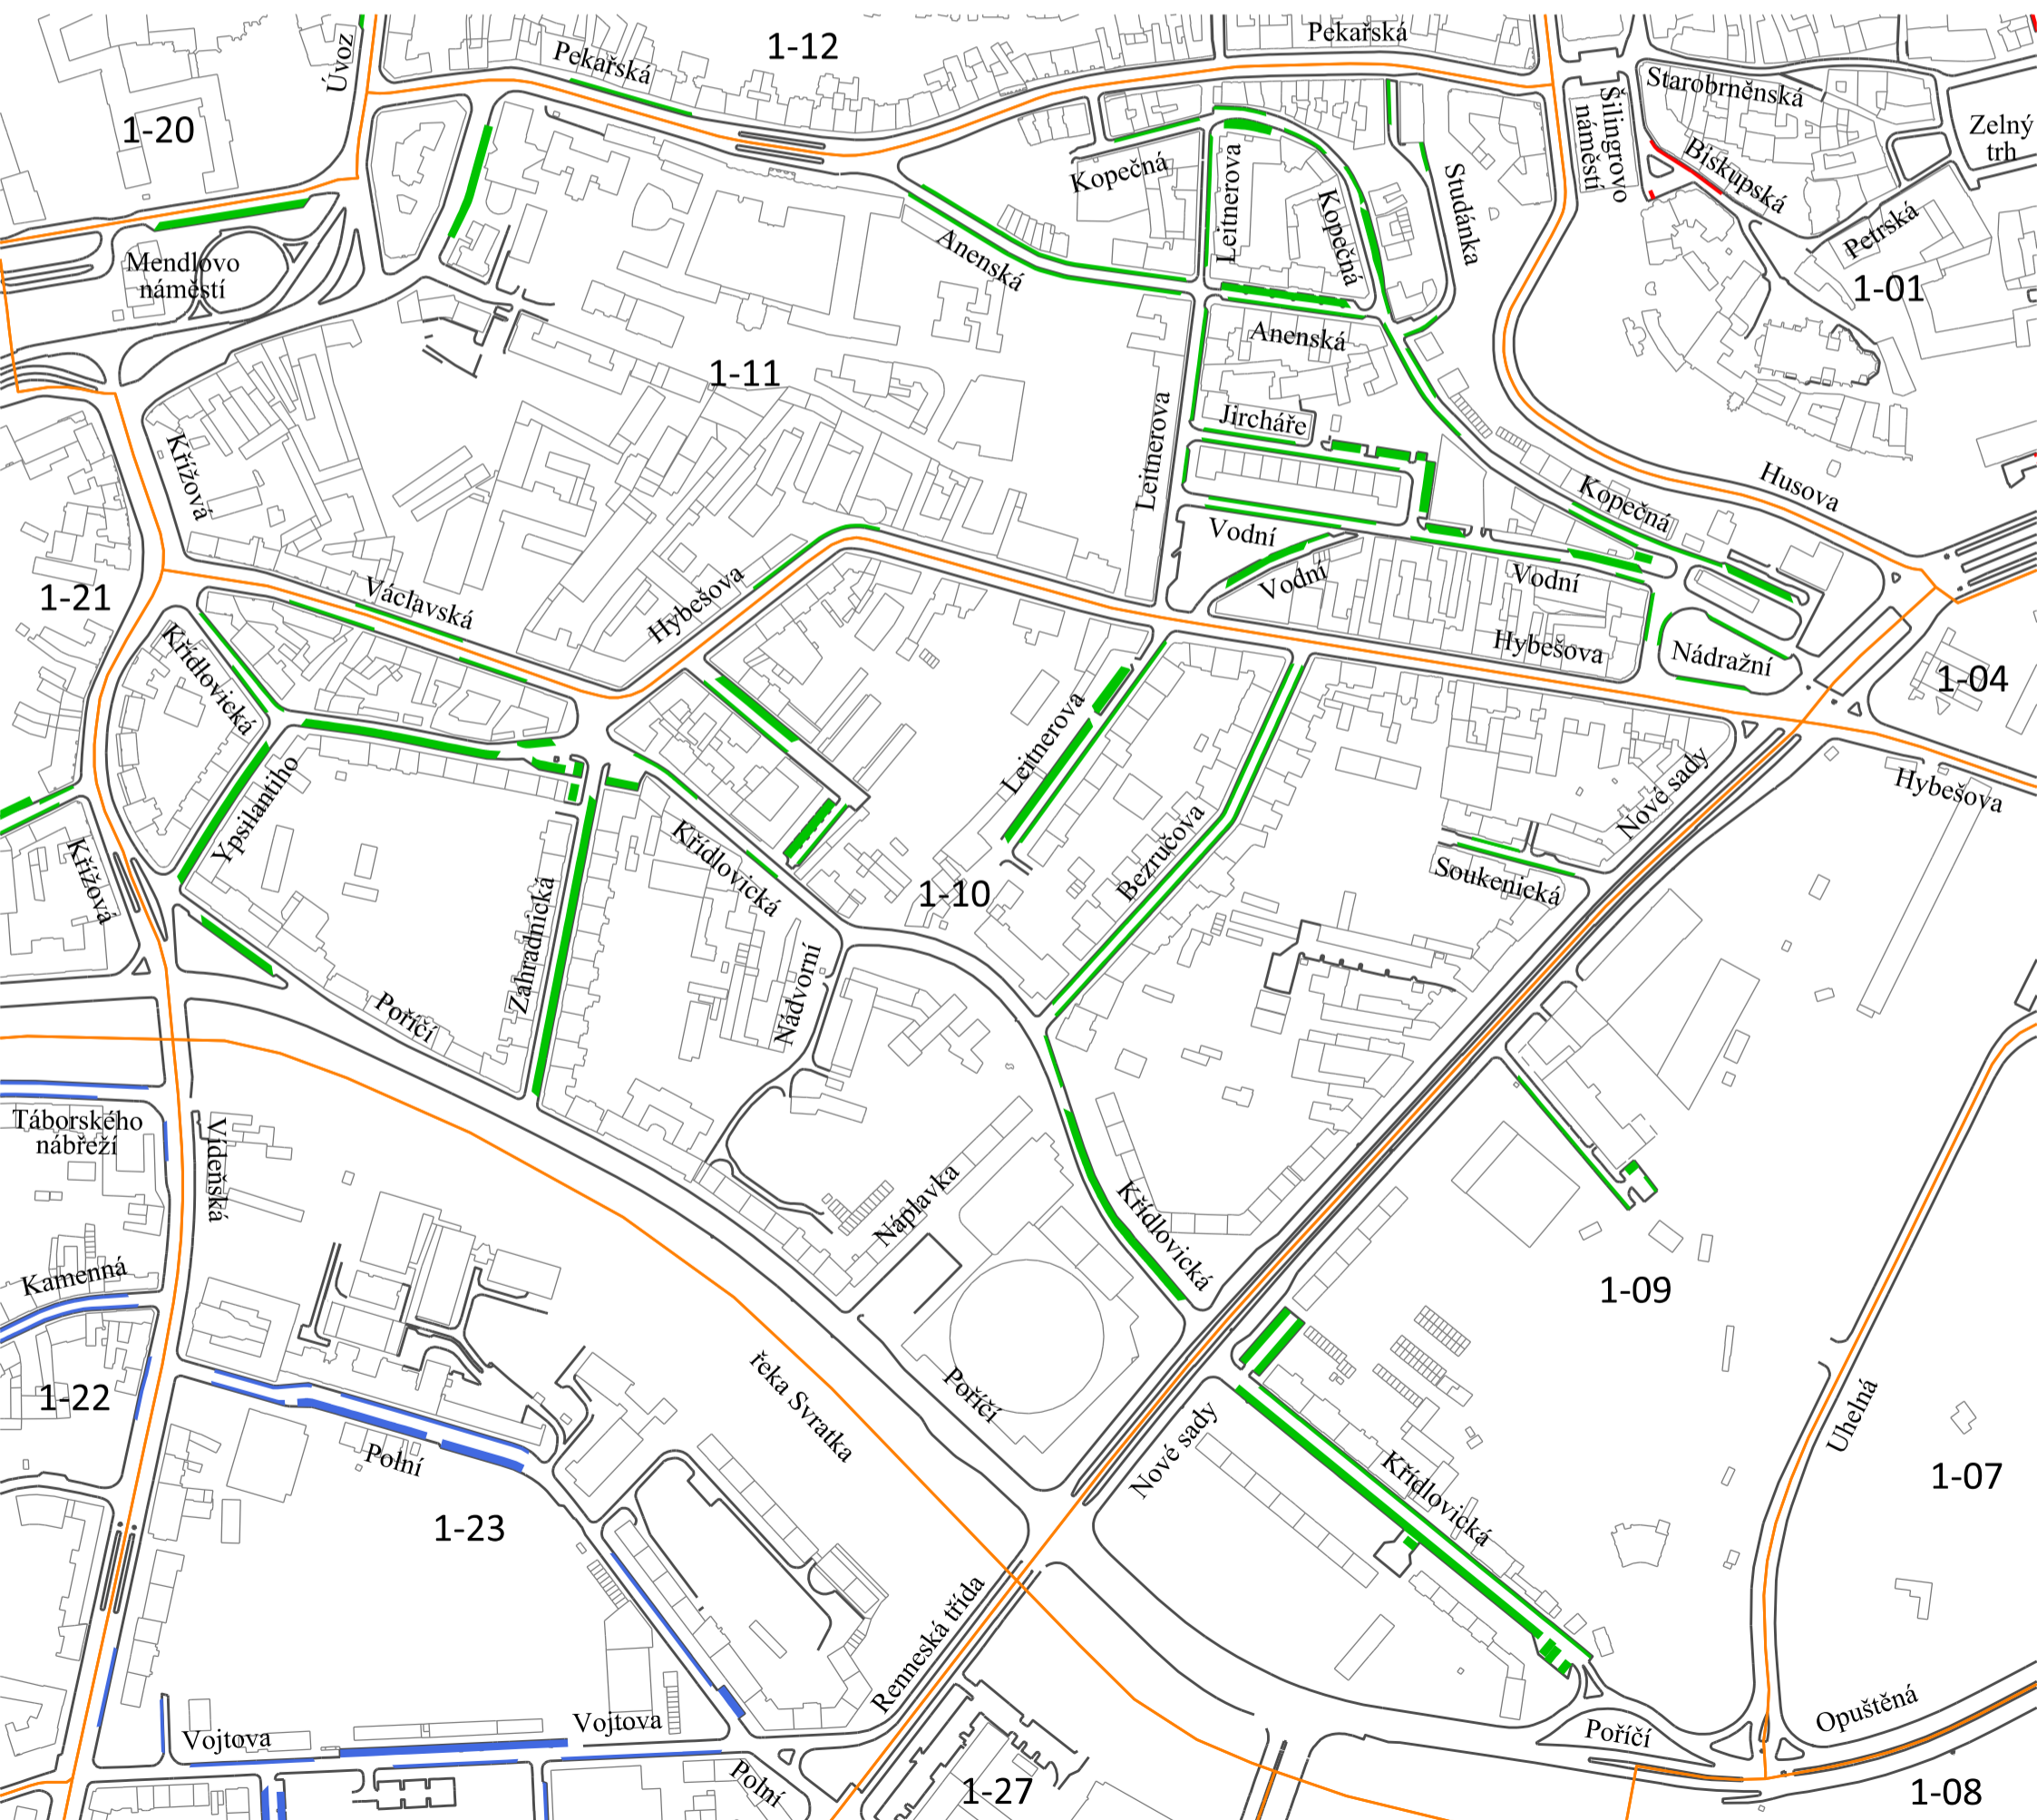 Úvoz
Pekařská
1-12
Pekařská
Starobrněnská
Šilingrovo
náměstí
Zelný
trh
1-20
Biskupská
Kopečná
Leitnerova
Kopečná
Studánka
Petrská
Mendlovo
náměstí
Anenská
1-01
Anenská
1-11
Jircháře
Křížová
Leitnerova
Husova
Kopečná
Vodní
Vodní
Vodní
1-21
Václavská
Hybešova
Křídlovická
Hybešova
Nádražní
1-04
Leitnerova
Ypsilantiho
Nové sady
Hybešova
Křížová
Křídlovická
Bezručova
Soukenická
1-10
Zahradnická
Nádvorní
Poříčí
Táborského
nábřeží
Vídeňská
Náplavka
Křídlovická
Kamenná
1-09
1-22
řeka Svratka
Poříčí
Uhelná
Nové sady
Polní
Křídlovická
1-07
1-23
Renneská třída
Vojtova
Vojtova
Opuštěná
Poříčí
Polní
1-27
1-08